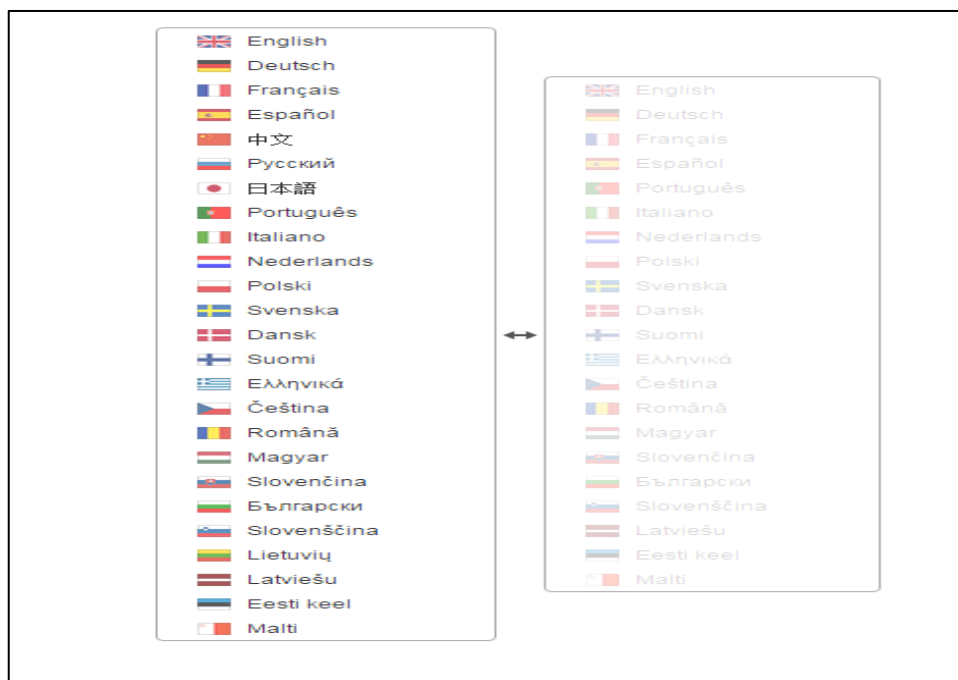 English
Deutsch
Français
Español
中文
Русский
日本語
Português
Italiano
Nederlands
Polski
Svenska
Dansk
Suomi
Ελληνικά
Čeština
Română
Magyar
Slovenčina
Български
Slovenščina
Lietuvių
Latviešu
Eesti keel
Malti
English
Deutsch
Français
Español
Português
Italiano
Nederlands
Polski
Svenska
Dansk
Suomi
Ελληνικά
Čeština
Română
Magyar
Slovenčina
Български
Slovenščina
Latviešu
Eesti keel
Malti